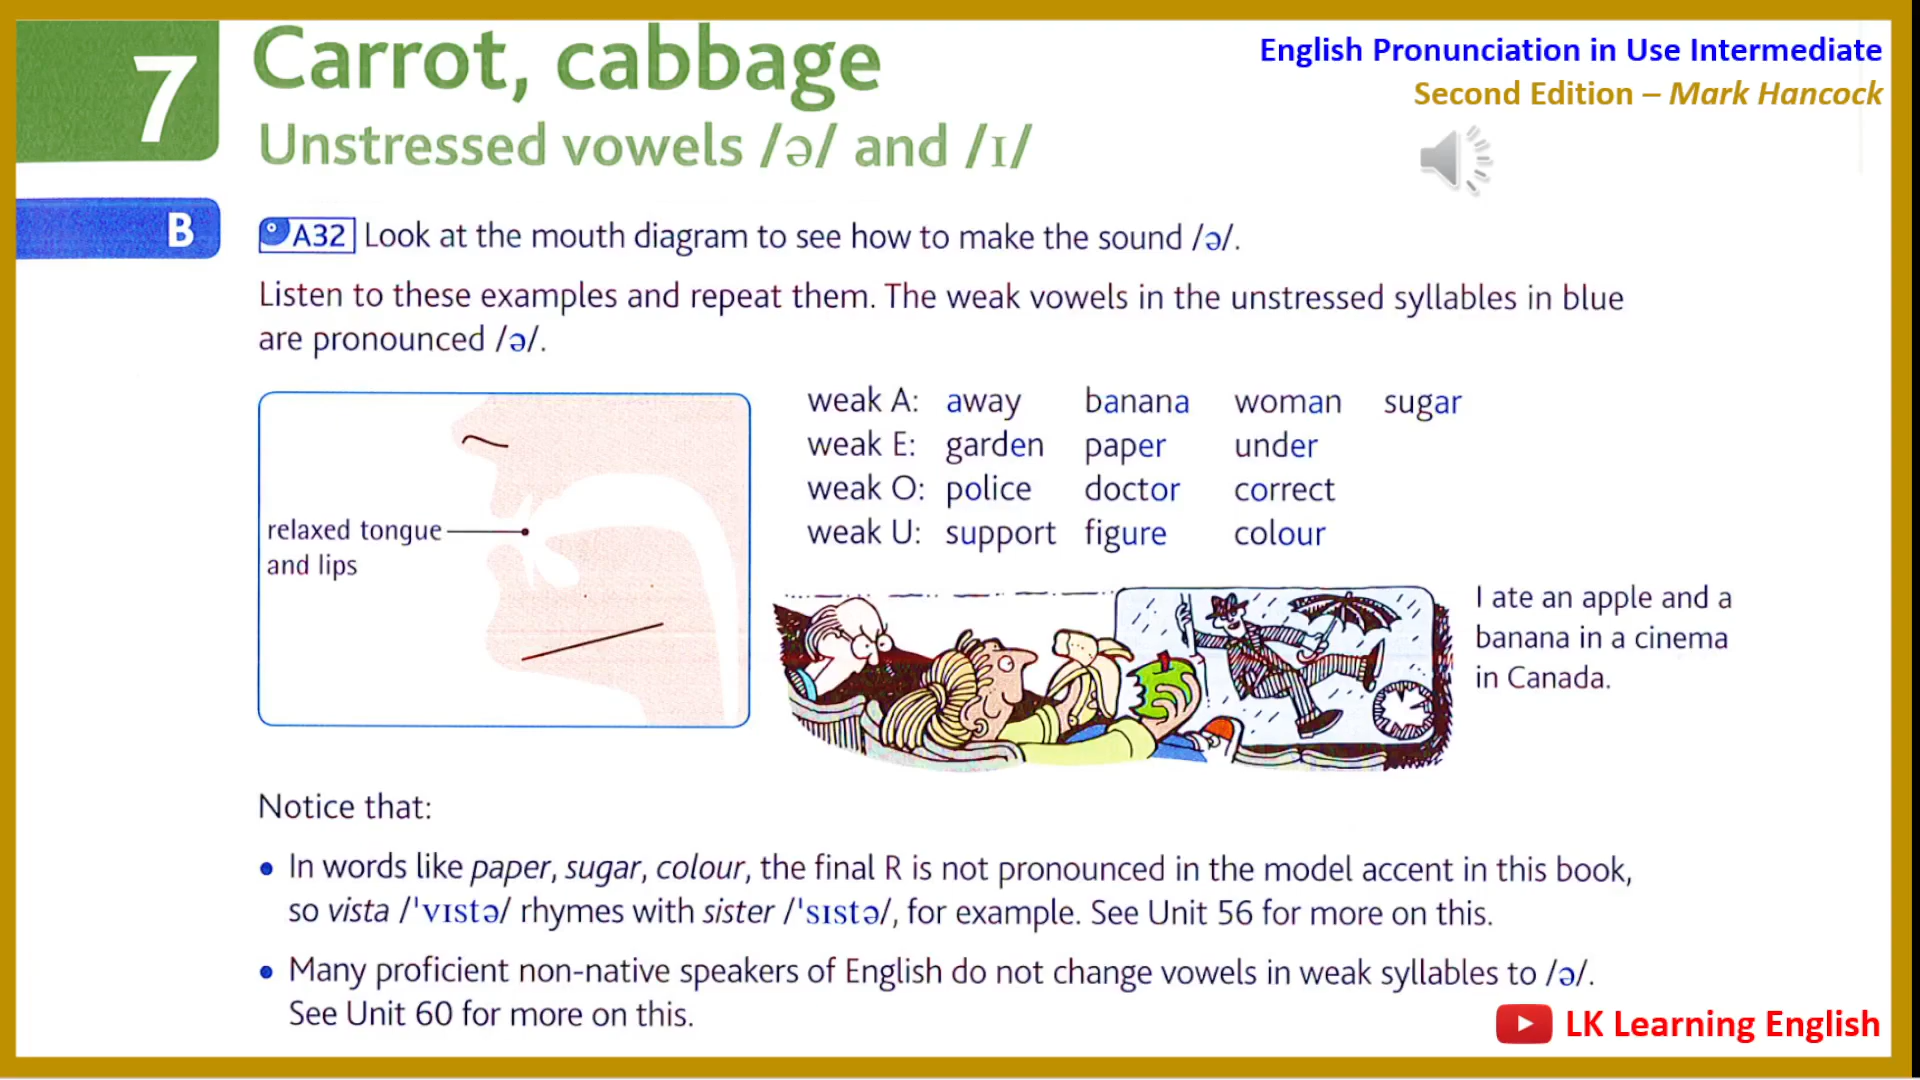 7
Carrot, cabbage
Unstressed vowels /ə/ and /ɪ/
English Pronunciation in Use Intermediate
Second Edition – Mark Hancock
B
A32 Look at the mouth diagram to see how to make the sound /ə/.
Listen to these examples and repeat them. The weak vowels in the unstressed syllables in blue
are pronounced /ə/.
relaxed tongue
and lips
weak A: away banana woman sugar
weak E: garden paper under
weak O: police doctor correct
weak U: support figure colour
I ate an apple and a
banana in a cinema
in Canada.
Notice that:
• In words like paper, sugar, colour, the final R is not pronounced in the model accent in this book,
so vista /ˈvɪstə/ rhymes with sister /ˈsɪstə/, for example. See Unit 56 for more on this.
• Many proficient non-native speakers of English do not change vowels in weak syllables to /ə/.
See Unit 60 for more on this.
LK Learning English